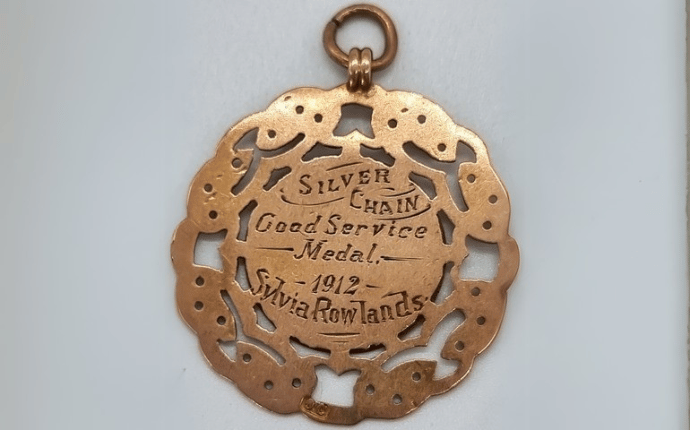 SILVER
CHAIN
Good Service
Medal.
1912
Sylvia Rowlands.